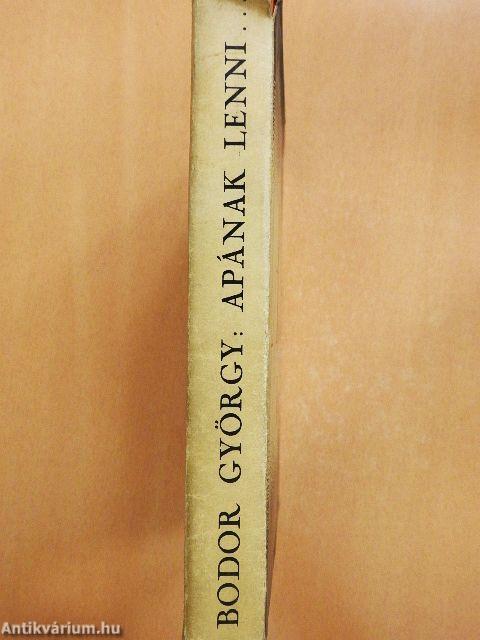 BODOR GYÖRGY: APÁNAK LENNI...
Antikvárium.hu